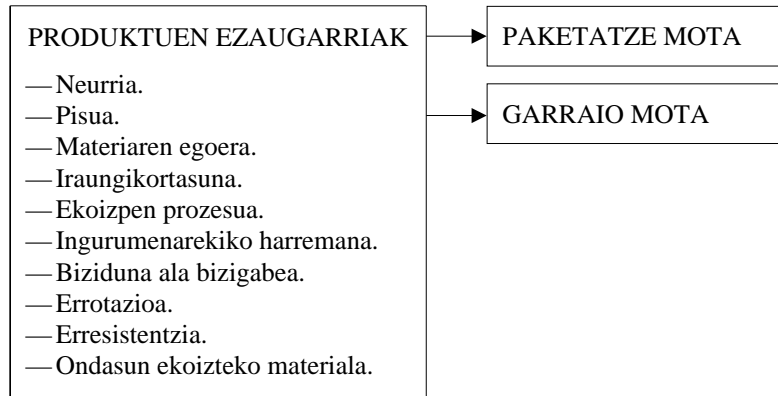 PRODUKTUEN EZAUGARRIAK
— Neurria.
— Pisua.
— Materiaren egoera.
— Iraungikortasuna.
— Ekoizpen prozesua.
— Ingurumenarekiko harremana.
— Biziduna ala bizigabea.
— Errotazioa.
— Erresistentzia.
— Ondasun ekoizteko materiala.
PAKETATZE MOTA
GARRAIO MOTA